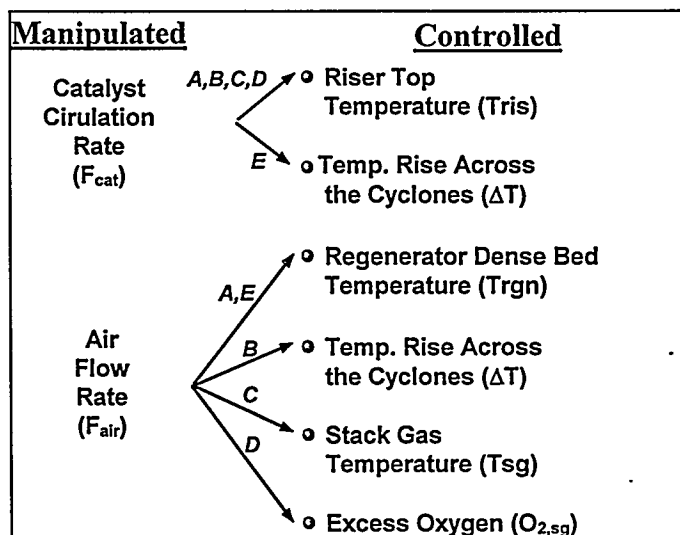 Manipulated Controlled
Catalyst
Cirulation
Rate
(Fcat)
A,B,C,D
Riser Top
Temperature (Tris)
E
Temp. Rise Across
the Cyclones (ΔT)
Air
Flow
Rate
(Fair)
A,E
Regenerator Dense Bed
Temperature (Trgn)
B
Temp. Rise Across
the Cyclones (ΔT)
C
Stack Gas
Temperature (Tsg)
D
Excess Oxygen (O2,sg)